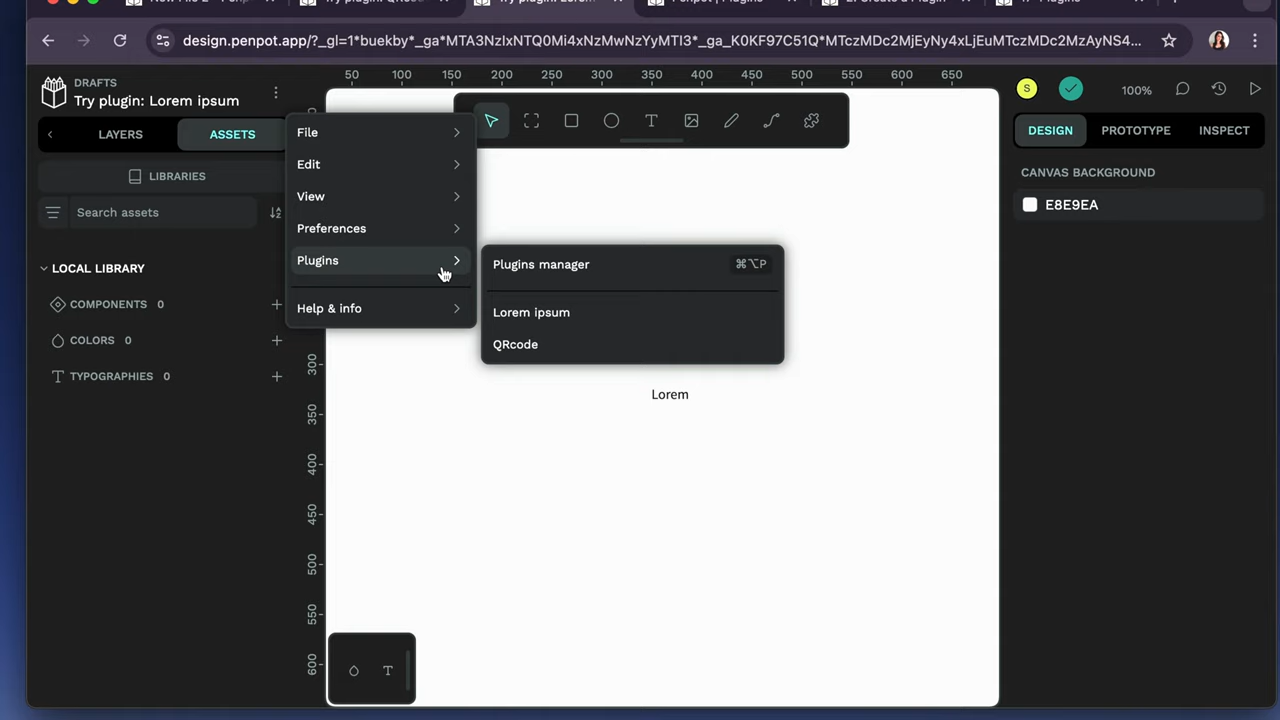 design.penpot.app/?_gl=1*buekby*_ga*MTA3NzIxNTQ0Mi4xNzMwNzYyMTI3*_ga_K0KF97C51Q*MTczMDc2MjEyNy4xLjEuMTczMDc2MzAyNS4...
DRAFTS
Try plugin: Lorem ipsum
LAYERS
ASSETS
LIBRARIES
Search assets
LOCAL LIBRARY
COMPONENTS 0
COLORS 0
TYPOGRAPHIES 0
File
Edit
View
Preferences
Plugins
Help & info
Plugins manager ⌘⌥P
Lorem ipsum
QRcode
50 100 150 200 250 300 350 400 450 500 550 600 650
300
350
400
450
500
550
600
Lorem
T
S
100%
DESIGN
PROTOTYPE
INSPECT
CANVAS BACKGROUND
E8E9EA